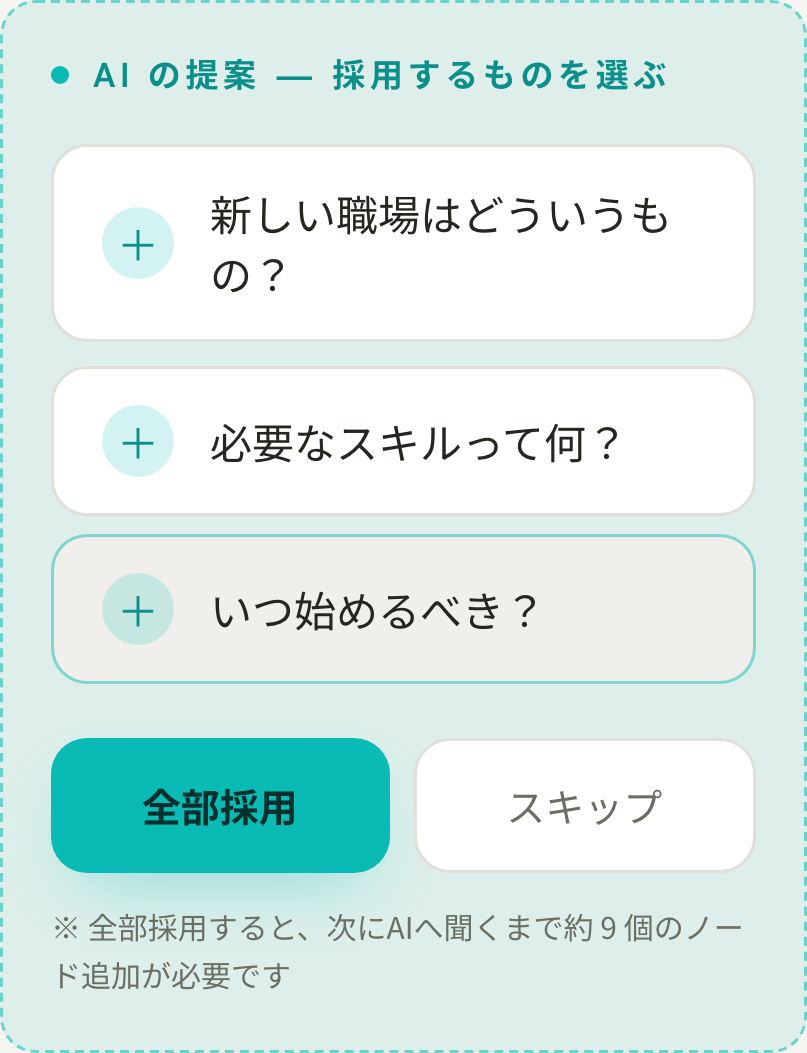 AI の提案 — 採用するものを選ぶ
新しい職場はどういうも
の？
必要なスキルって何？
いつ始めるべき？
全部採用
スキップ
※ 全部採用すると、次にAIへ聞くまで約 9 個のノー
ド追加が必要です